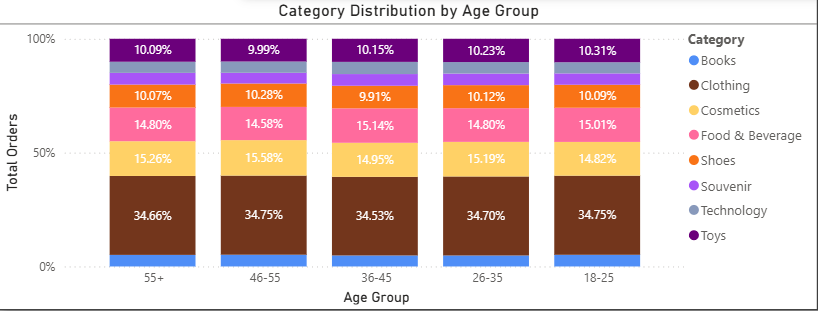 Category Distribution by Age Group
100%
50%
0%
Total Orders
10.09% 9.99% 10.15% 10.23% 10.31%
10.07% 10.28% 9.91% 10.12% 10.09%
14.80% 14.58% 15.14% 14.80% 15.01%
15.26% 15.58% 14.95% 15.19% 14.82%
34.66% 34.75% 34.53% 34.70% 34.75%
55+ 46-55 36-45 26-35 18-25
Age Group
Category
Books
Clothing
Cosmetics
Food & Beverage
Shoes
Souvenir
Technology
Toys